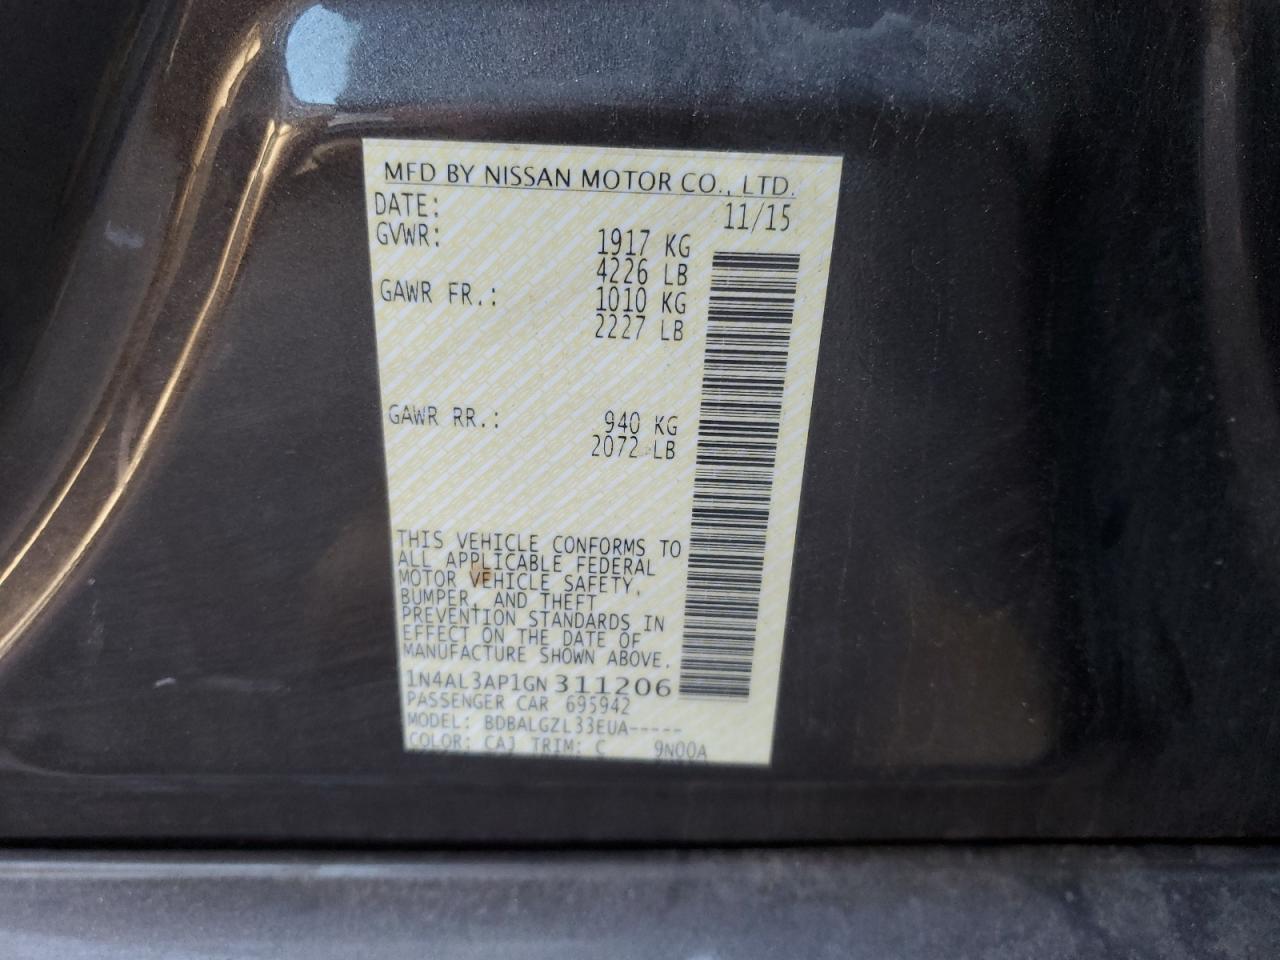 MFD BY NISSAN MOTOR CO., LTD.
DATE: 11/15
GVWR: 1917 KG
4226 LB
GAWR FR.: 1010 KG
2227 LB
GAWR RR.: 940 KG
2072 LB
THIS VEHICLE CONFORMS TO
ALL APPLICABLE FEDERAL
MOTOR VEHICLE SAFETY,
BUMPER, AND THEFT
PREVENTION STANDARDS IN
EFFECT ON THE DATE OF
MANUFACTURE SHOWN ABOVE.
1N4AL3AP1GN311206
PASSENGER CAR 695942
MODEL: BDBALGZL33EUA-----
COLOR: CAJ TRIM: C 9N00A